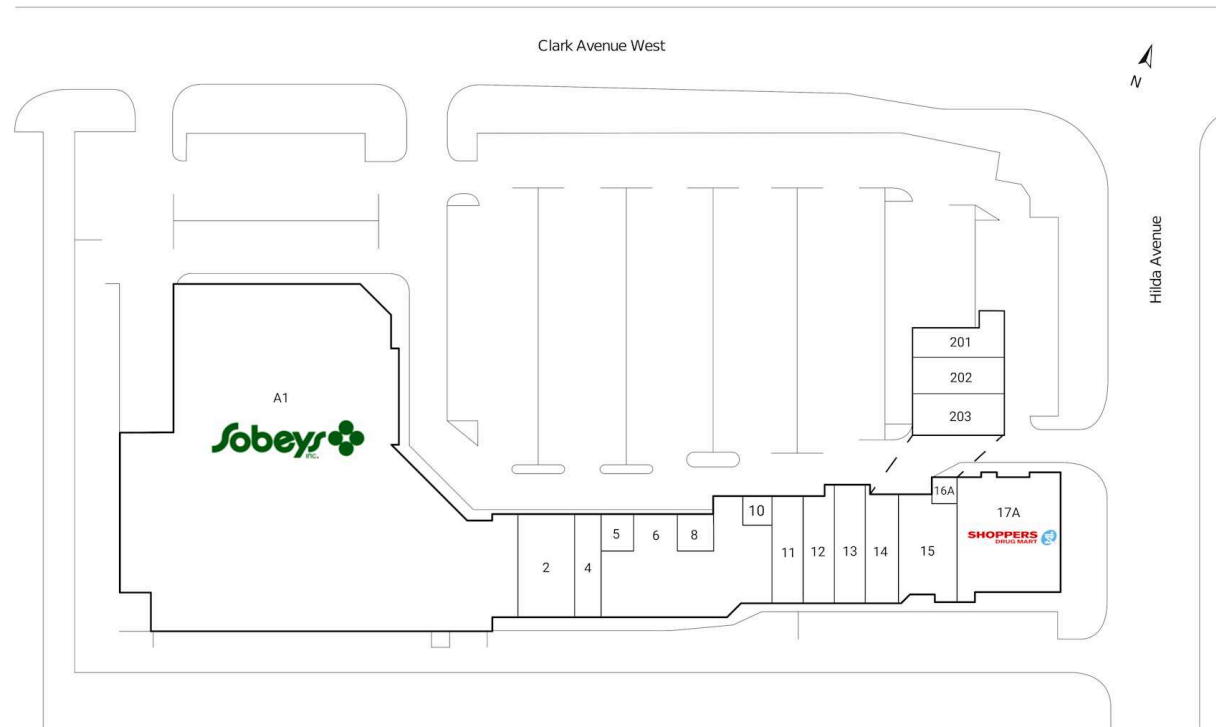 Clark Avenue West
N
Hilda Avenue
201
202
203
A1
Sobeys
INC.
16A
17A
SHOPPERS
DRUG MART
10
5
6
8
11
12
13
14
15
2
4